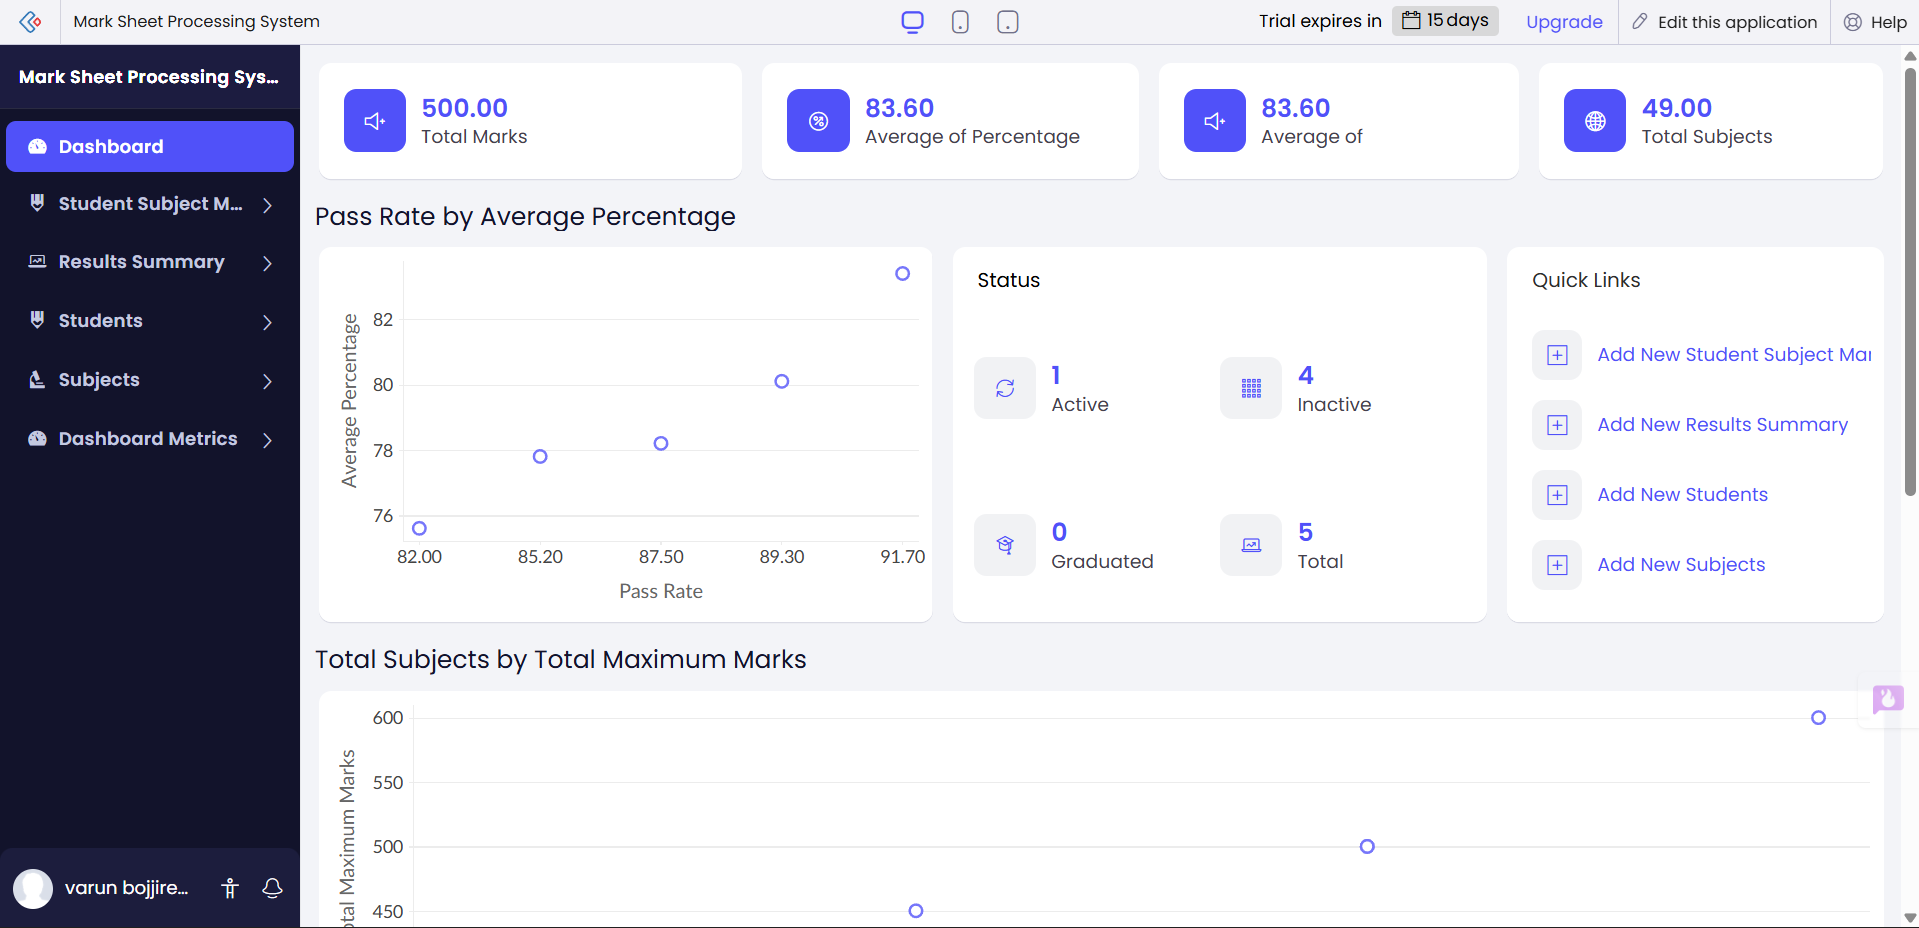 Mark Sheet Processing System
Trial expires in
15 days
Upgrade
Edit this application
Help
Mark Sheet Processing Sys...
Dashboard
Student Subject M...
Results Summary
Students
Subjects
Dashboard Metrics
varun bojjire...
500.00
Total Marks
83.60
Average of Percentage
83.60
Average of
49.00
Total Subjects
Pass Rate by Average Percentage
Average Percentage
82
80
78
76
82.00 85.20 87.50 89.30 91.70
Pass Rate
Status
1
Active
4
Inactive
0
Graduated
5
Total
Quick Links
Add New Student Subject Mar
Add New Results Summary
Add New Students
Add New Subjects
Total Subjects by Total Maximum Marks
otal Maximum Marks
600
550
500
450